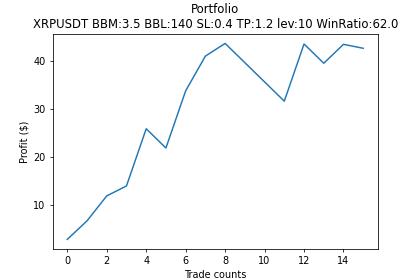 Portfolio
XRPUSDT BBM:3.5 BBL:140 SL:0.4 TP:1.2 lev:10 WinRatio:62.0
40
30
20
10
Profit ($)
0 2 4 6 8 10 12 14
Trade counts